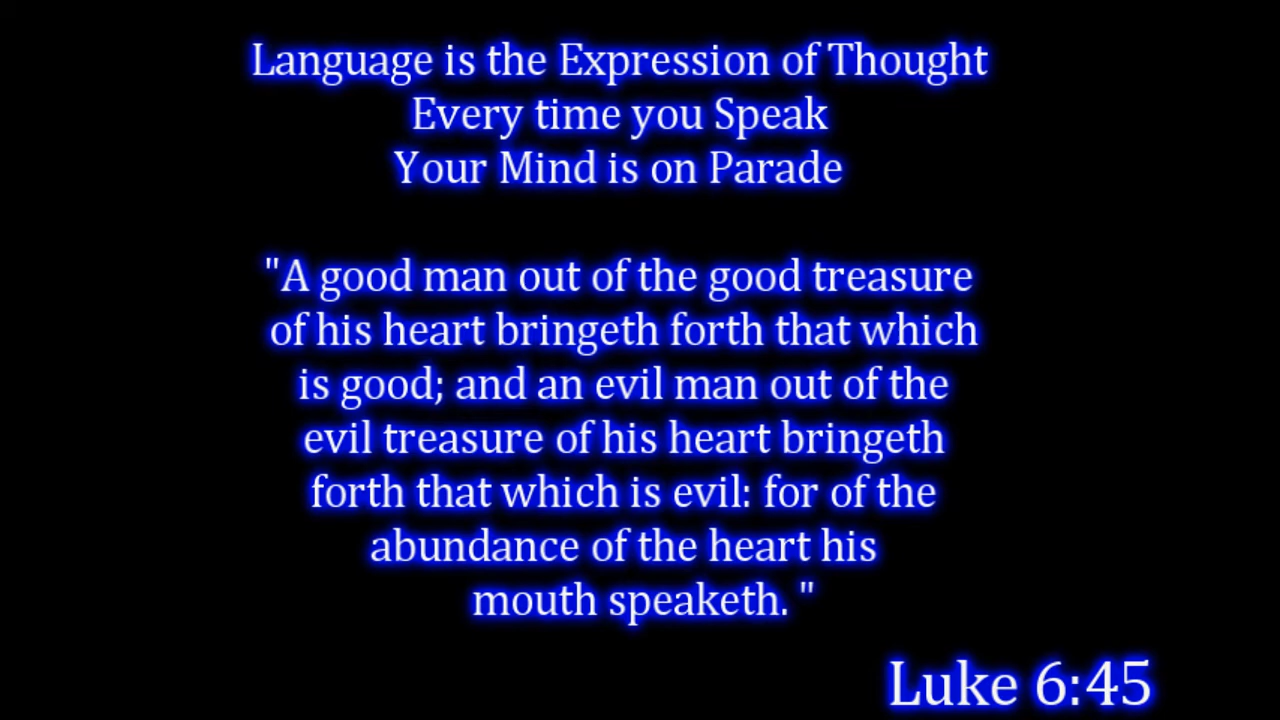 Language is the Expression of Thought
Every time you Speak
Your Mind is on Parade
"A good man out of the good treasure
of his heart bringeth forth that which
is good; and an evil man out of the
evil treasure of his heart bringeth
forth that which is evil: for of the
abundance of the heart his
mouth speaketh. "
Luke 6:45